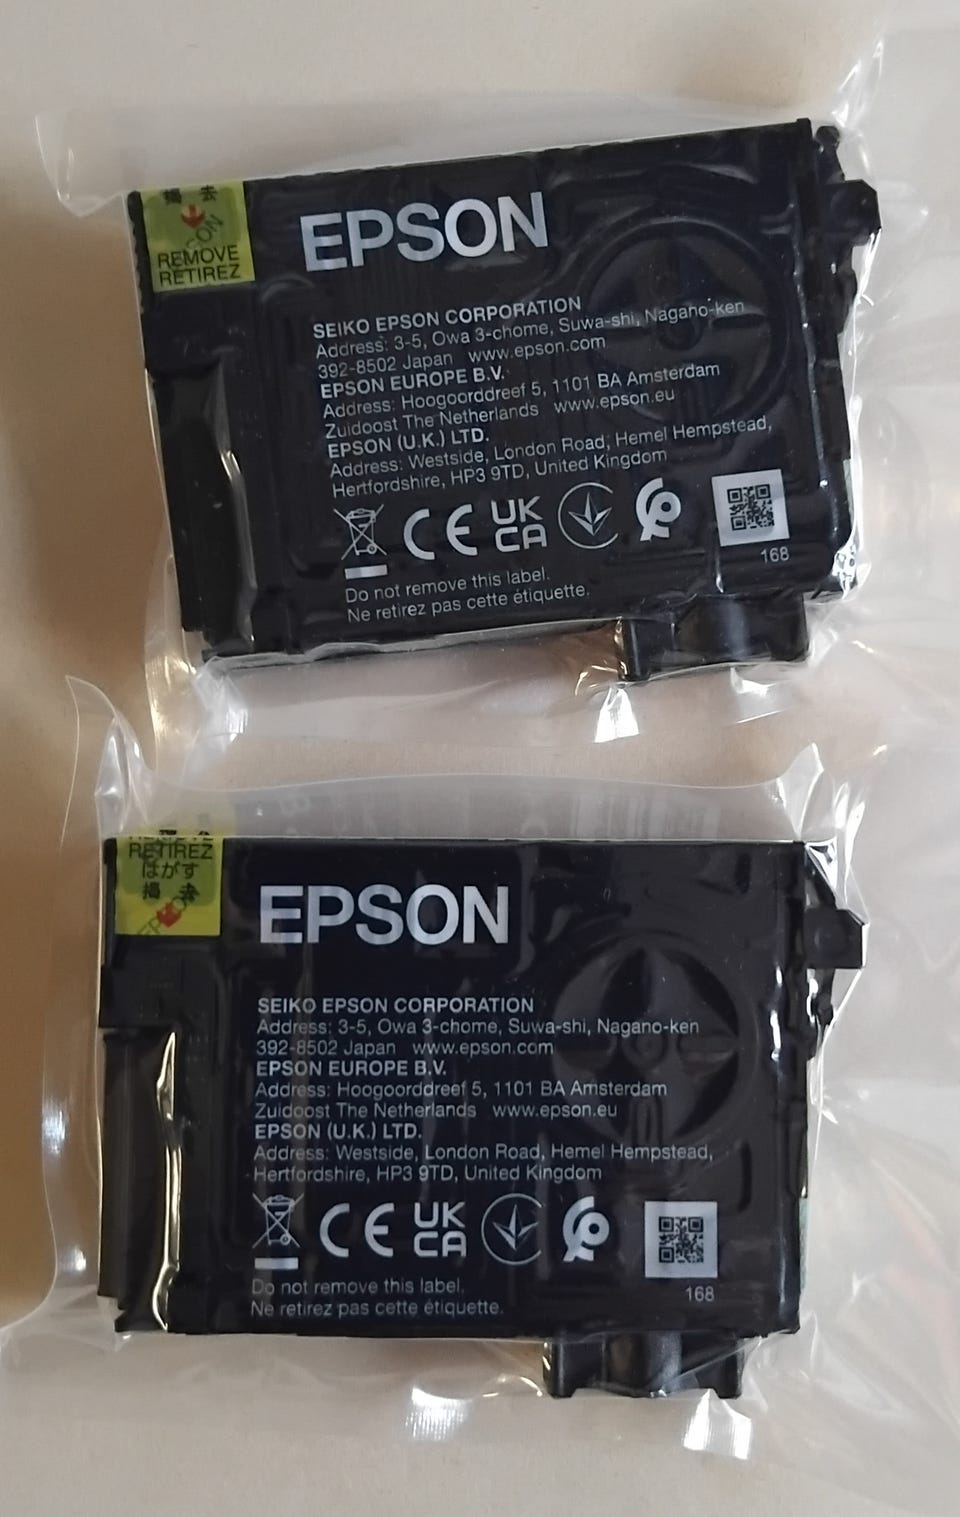 揭 去
REMOVE
RETIREZ
EPSON
SEIKO EPSON CORPORATION
Address: 3-5, Owa 3-chome, Suwa-shi, Nagano-ken
392-8502 Japan www.epson.com
EPSON EUROPE B.V.
Address: Hoogoorddreef 5, 1101 BA Amsterdam
Zuidoost The Netherlands www.epson.eu
EPSON (U.K.) LTD.
Address: Westside, London Road, Hemel Hempstead,
Hertfordshire, HP3 9TD, United Kingdom
CE UK
CA
168
Do not remove this label.
Ne retirez pas cette étiquette.
REMOVE
RETIREZ
はがす
揭 去
EPSON
EPSON
SEIKO EPSON CORPORATION
Address: 3-5, Owa 3-chome, Suwa-shi, Nagano-ken
392-8502 Japan www.epson.com
EPSON EUROPE B.V.
Address: Hoogoorddreef 5, 1101 BA Amsterdam
Zuidoost The Netherlands www.epson.eu
EPSON (U.K.) LTD.
Address: Westside, London Road, Hemel Hempstead,
Hertfordshire, HP3 9TD, United Kingdom
CE UK
CA
168
Do not remove this label.
Ne retirez pas cette étiquette.